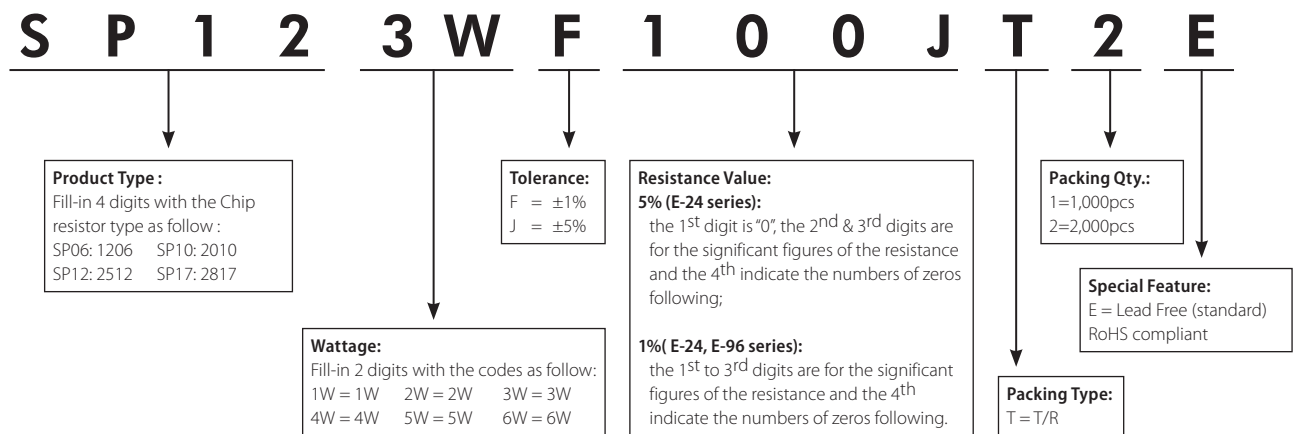 S P 1 2 3 W F 1 0 0 J T 2 E
Product Type :
Fill-in 4 digits with the Chip
resistor type as follow :
SP06: 1206 SP10: 2010
SP12: 2512 SP17: 2817
Wattage:
Fill-in 2 digits with the codes as follow:
1W = 1W 2W = 2W 3W = 3W
4W = 4W 5W = 5W 6W = 6W
Tolerance:
F = ±1%
J = ±5%
Resistance Value:
5% (E-24 series):
the 1st digit is "0", the 2nd & 3rd digits are
for the significant figures of the resistance
and the 4th indicate the numbers of zeros
following;
1%( E-24, E-96 series):
the 1st to 3rd digits are for the significant
figures of the resistance and the 4th
indicate the numbers of zeros following.
Packing Type:
T = T/R
Packing Qty.:
1=1,000pcs
2=2,000pcs
Special Feature:
E = Lead Free (standard)
RoHS compliant